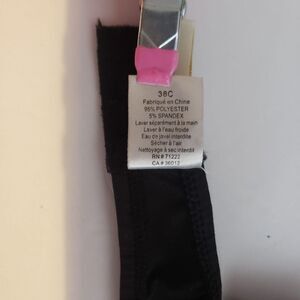 38C
Fabriqué en Chine
95% POLYESTER
5% SPANDEX
Laver séparément à la main
Laver à l'eau froide
Eau de javel interdite
Sécher à l'air
Nettoyage à sec interdit
RN # 71222
CA # 36012